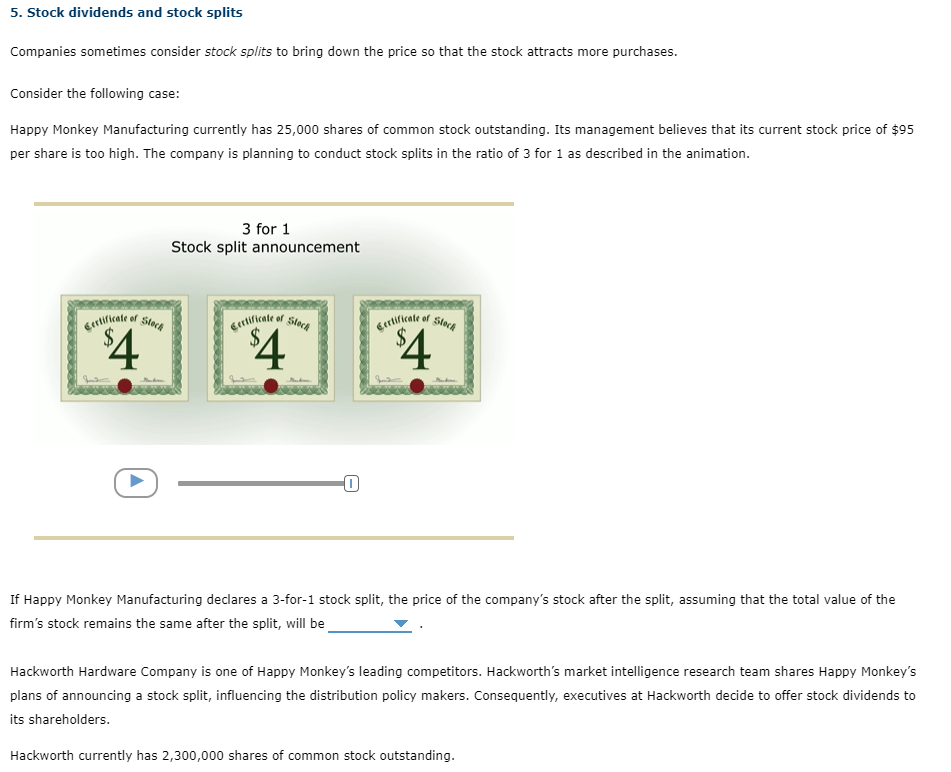 5. Stock dividends and stock splits
Companies sometimes consider stock splits to bring down the price so that the stock attracts more purchases.
Consider the following case:
Happy Monkey Manufacturing currently has 25,000 shares of common stock outstanding. Its management believes that its current stock price of $95
per share is too high. The company is planning to conduct stock splits in the ratio of 3 for 1 as described in the animation.
3 for 1
Stock split announcement
Certificate of Stock Certificate of Stock Certificate of Stock
$4 $4 $4
If Happy Monkey Manufacturing declares a 3-for-1 stock split, the price of the company's stock after the split, assuming that the total value of the
firm's stock remains the same after the split, will be .
Hackworth Hardware Company is one of Happy Monkey's leading competitors. Hackworth's market intelligence research team shares Happy Monkey's
plans of announcing a stock split, influencing the distribution policy makers. Consequently, executives at Hackworth decide to offer stock dividends to
its shareholders.
Hackworth currently has 2,300,000 shares of common stock outstanding.